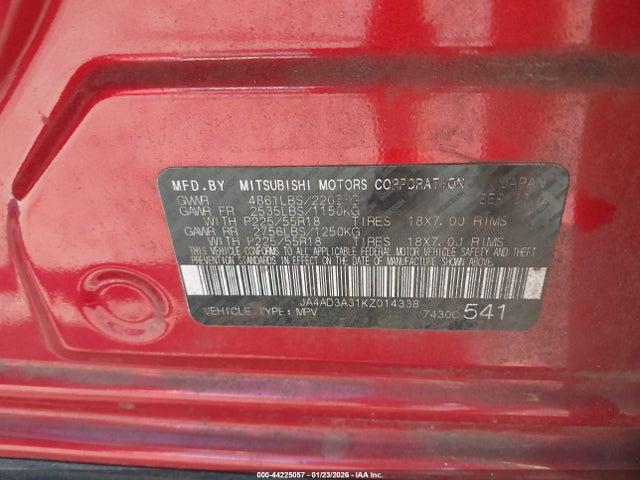 MFD.BY MITSUBISHI MOTORS CORPORATION JAPAN
GVWR 4861LBS/2205KG SEP
GAWR FR 2535LBS/1150KG
WITH P225/55R18 TIRES 18X7.0J RIMS
GAWR RR 2756LBS/1250KG
WITH P225/55R18 TIRES 18X7.0J RIMS
THIS VEHICLE CONFORMS TO ALL APPLICABLE
FEDERAL MOTOR VEHICLE SAFETY AND THEFT
PREVENTION STANDARDS IN EFFECT ON THE DATE OF MANUFACTURE SHOWN ABOVE.
JA4AD3A31KZ014338
VEHICLE TYPE: MPV 7430C 541
000-44225057 - 01/23/2026 - IAAHOLDINGS, LLC